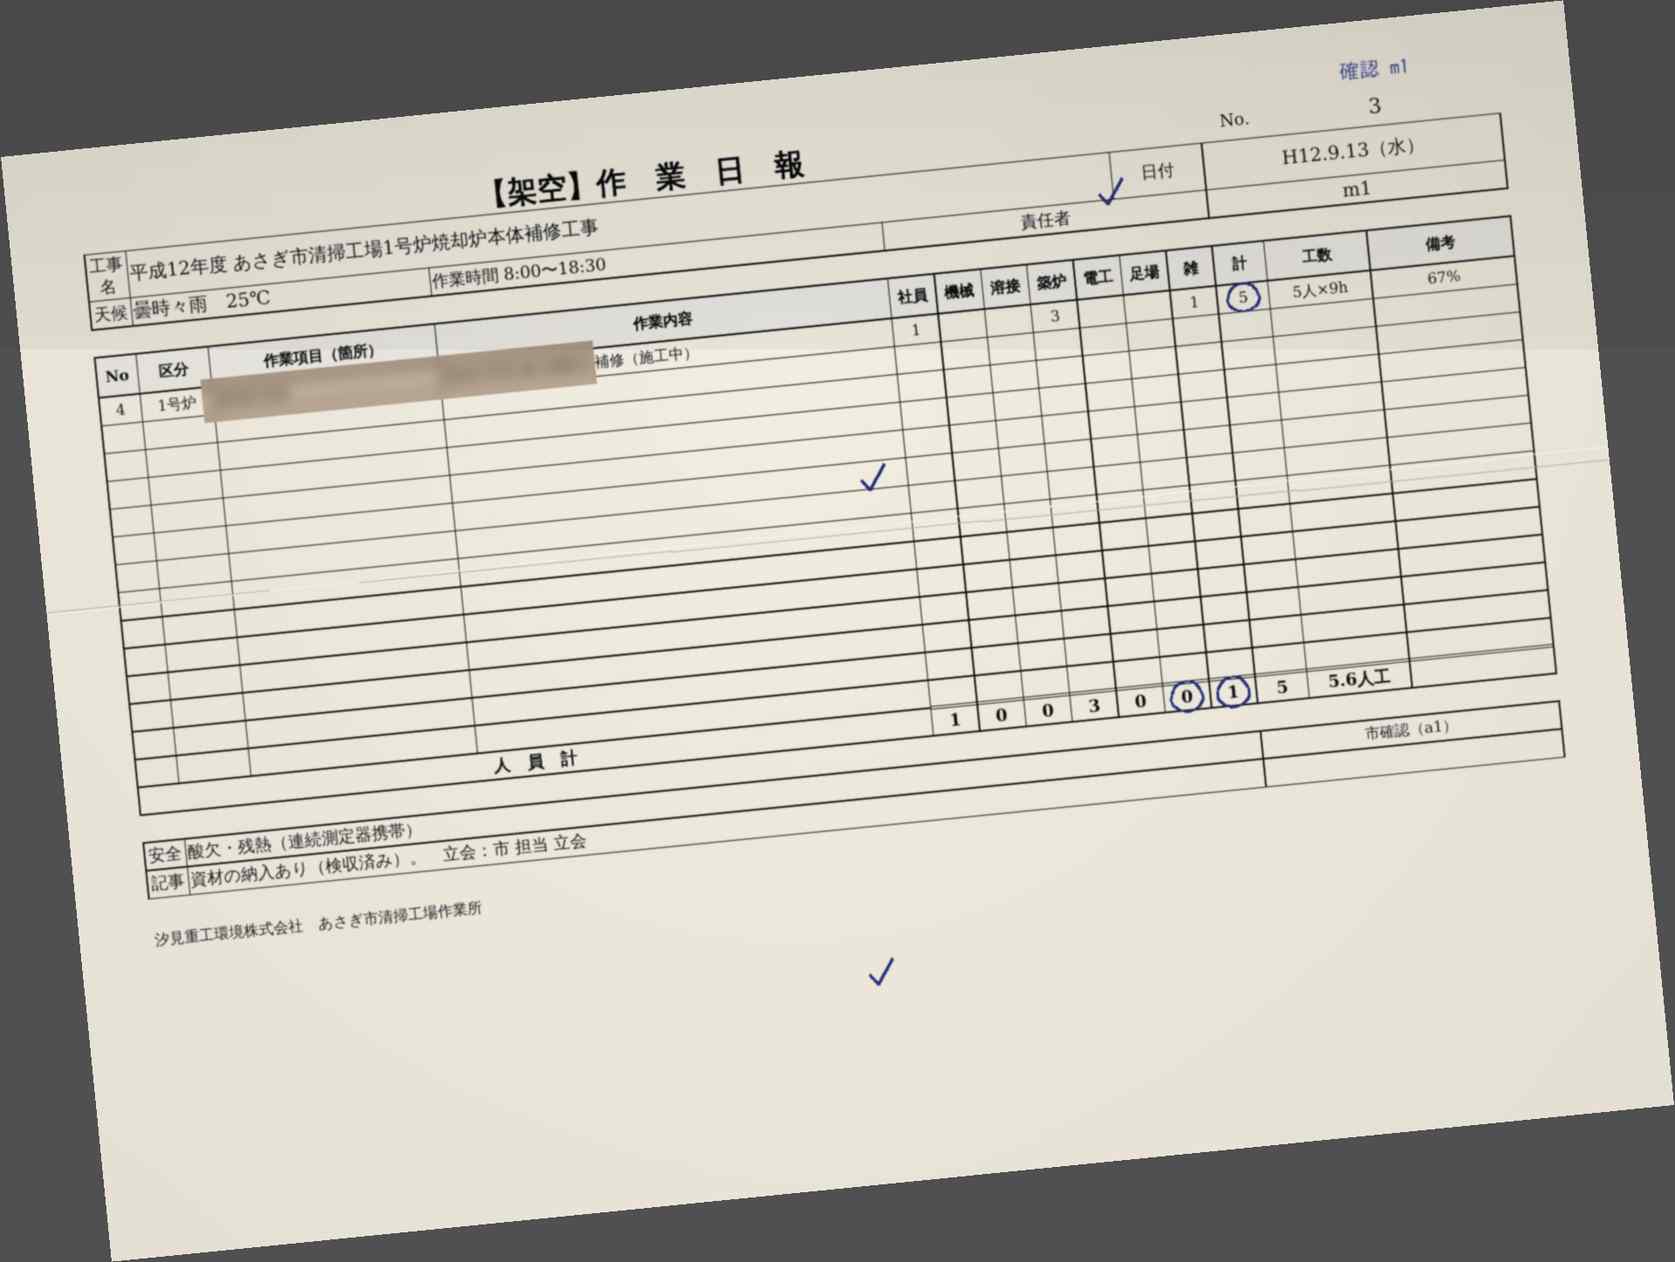 確認 m1
No. 3
【架空】作 業 日 報
工事名 平成12年度 あさぎ市清掃工場1号炉焼却炉本体補修工事 日付 H12.9.13（水）
天候 曇時々雨 25℃ 作業時間 8:00〜18:30 責任者 m1
No 区分 作業項目（箇所） 作業内容 社員 機械 溶接 築炉 電工 足場 雑 計 工数 備考
4 1号炉 補修（施工中） 1 3 1 5 5人×9h 67%
人 員 計 1 0 0 3 0 0 1 5 5.6人工
安全 酸欠・残熱（連続測定器携帯） 市確認（a1）
記事 資材の納入あり（検収済み）。 立会：市 担当 立会
汐見重工環境株式会社 あさぎ市清掃工場作業所